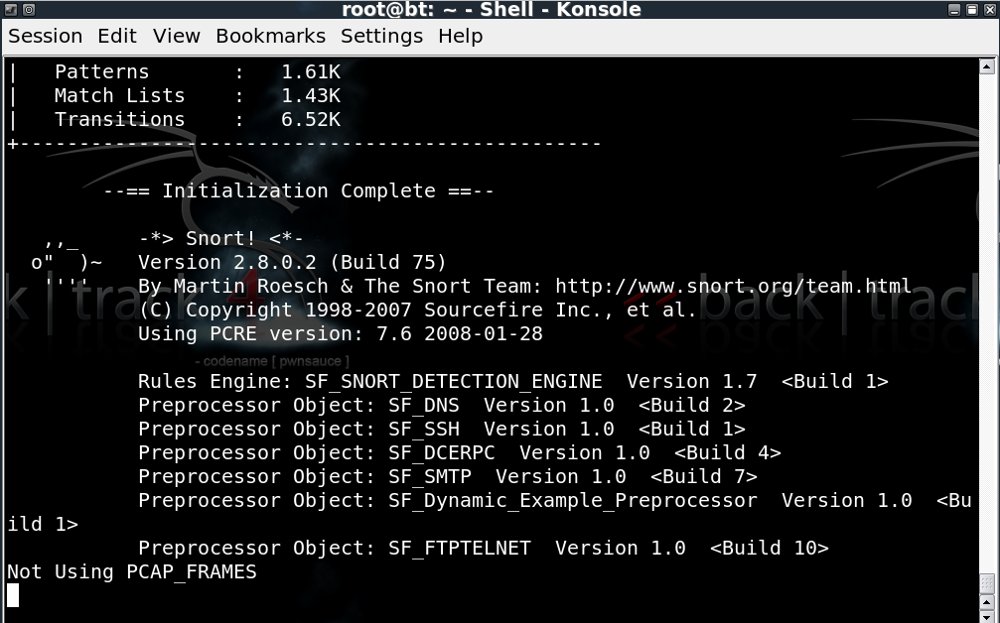 root@bt: ~ - Shell - Konsole
Session Edit View Bookmarks Settings Help
|   Patterns       :   1.61K
|   Match Lists    :   1.43K
|   Transitions    :   6.52K
+-------------------------------------------------
        --== Initialization Complete ==--
   ,,_     -*> Snort! <*-
  o"  )~   Version 2.8.0.2 (Build 75)
   ''''    By Martin Roesch & The Snort Team: http://www.snort.org/team.html
           (C) Copyright 1998-2007 Sourcefire Inc., et al.
           Using PCRE version: 7.6 2008-01-28
           Rules Engine: SF_SNORT_DETECTION_ENGINE  Version 1.7  <Build 1>
           Preprocessor Object: SF_DNS  Version 1.0  <Build 2>
           Preprocessor Object: SF_SSH  Version 1.0  <Build 1>
           Preprocessor Object: SF_DCERPC  Version 1.0  <Build 4>
           Preprocessor Object: SF_SMTP  Version 1.0  <Build 7>
           Preprocessor Object: SF_Dynamic_Example_Preprocessor  Version 1.0  <Bu
ild 1>
           Preprocessor Object: SF_FTPTELNET  Version 1.0  <Build 10>
Not Using PCAP_FRAMES
ck | track 4 << back | track
- codename [ pwnsauce ]